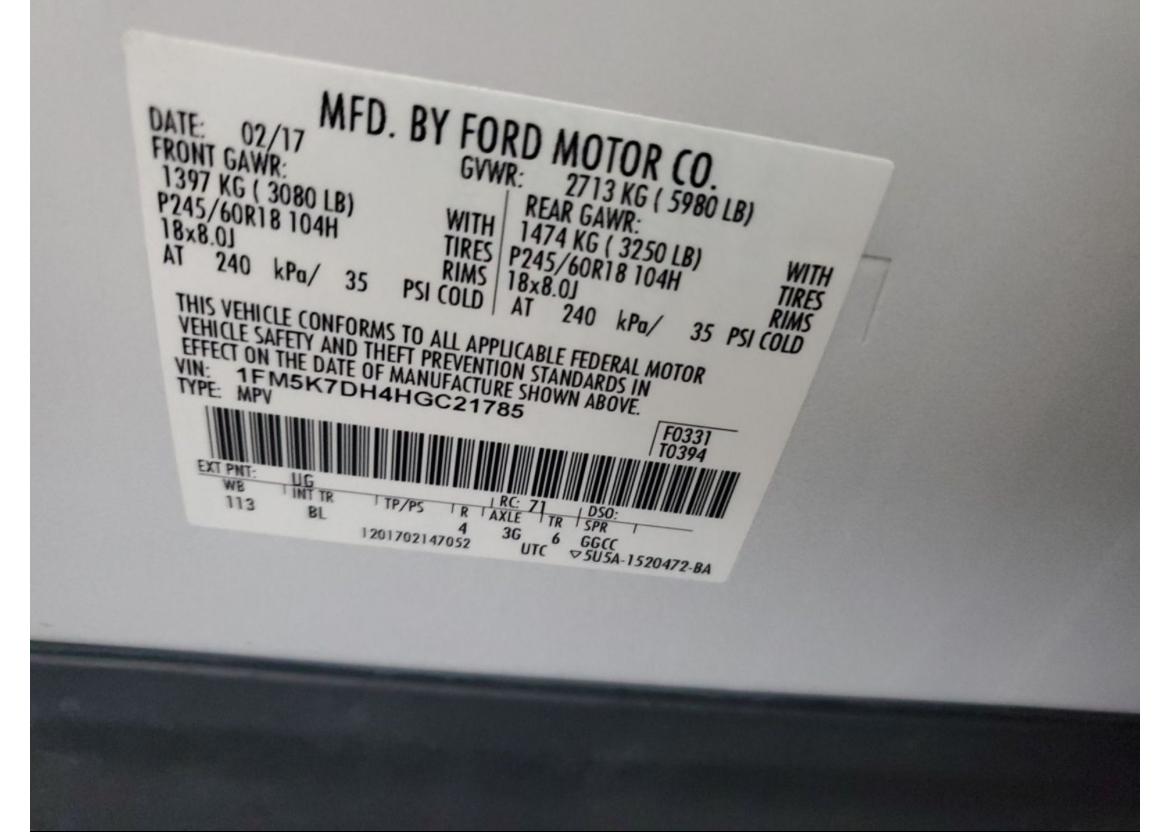 MFD. BY FORD MOTOR CO.
DATE: 02/17 GVWR: 2713 KG ( 5980 LB)
FRONT GAWR: REAR GAWR:
1397 KG ( 3080 LB) WITH 1474 KG ( 3250 LB) WITH
P245/60R18 104H TIRES P245/60R18 104H TIRES
18x8.0J RIMS 18x8.0J RIMS
AT 240 kPa/ 35 PSI COLD AT 240 kPa/ 35 PSI COLD
THIS VEHICLE CONFORMS TO ALL APPLICABLE FEDERAL MOTOR
VEHICLE SAFETY AND THEFT PREVENTION STANDARDS IN
EFFECT ON THE DATE OF MANUFACTURE SHOWN ABOVE.
VIN: 1FM5K7DH4HGC21785
TYPE: MPV
F0331
T0394
EXT PNT: UG RC: 71 DSO:
WB INT TR TP/PS R AXLE TR SPR
113 BL 4 3G 6 GGCC
1201702147052 UTC ▽5U5A-1520472-BA